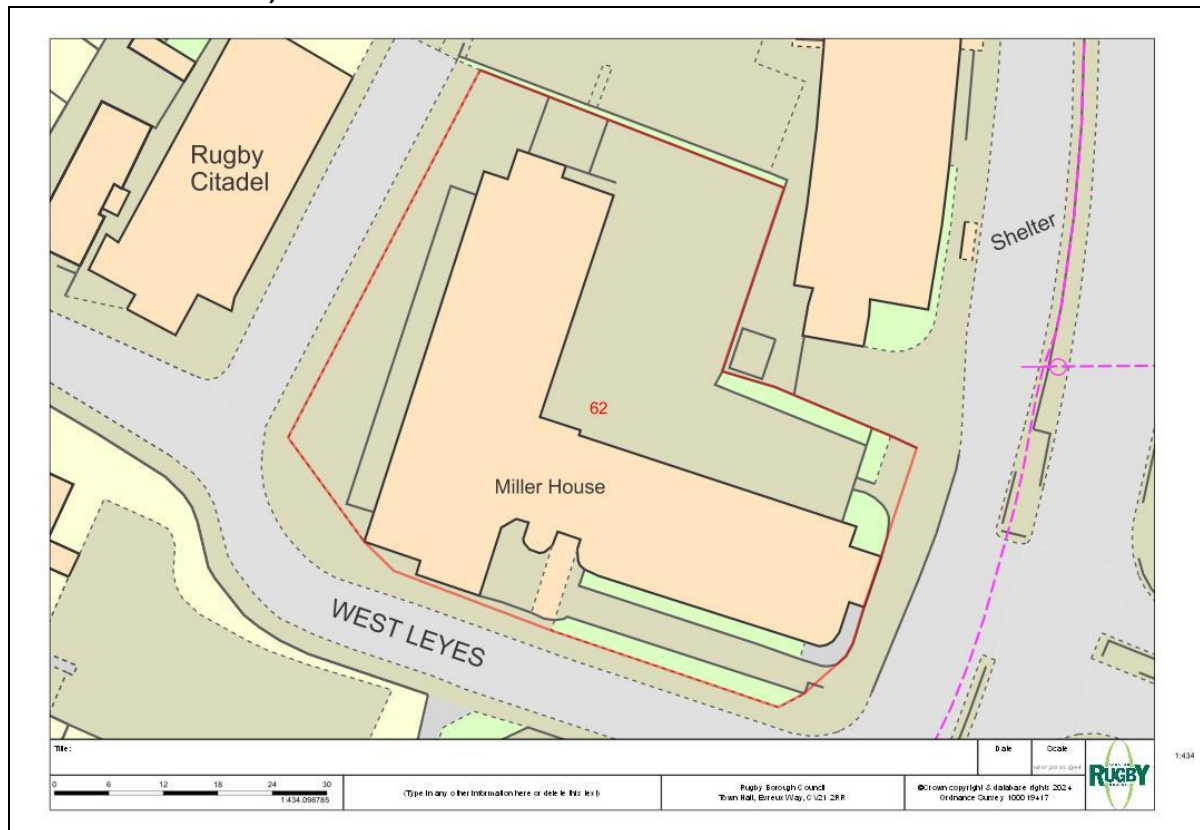 Rugby
Citadel
Shelter
62
Miller House
WEST LEYES
Title:
Date
Scale
0 6 12 18 24 30
1:434.098785
(Type in any other information here or delete this text)
Rugby Borough Council
Town Hall, Evreux Way, CV21 2RR
©Crown copyright & database rights 2024
Ordnance Survey 100019417
RUGBY
1:434